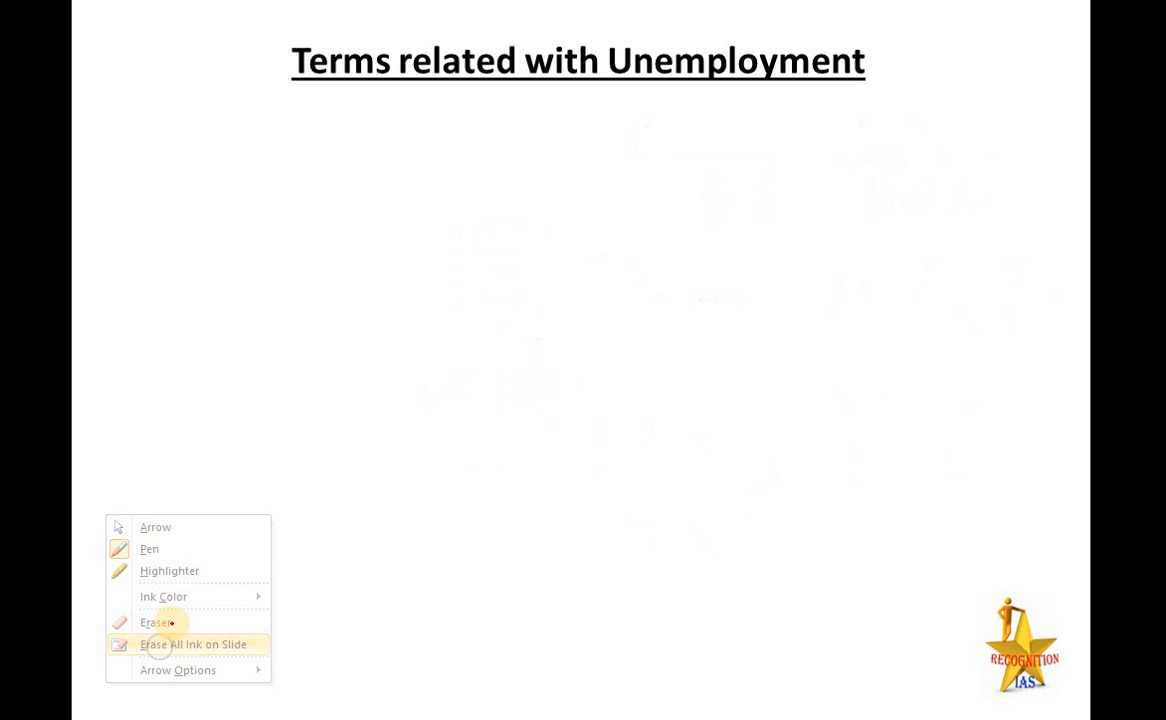 Terms related with Unemployment
Arrow
Pen
Highlighter
Ink Color
Eraser
Erase All Ink on Slide
Arrow Options
RECOGNITION
IAS